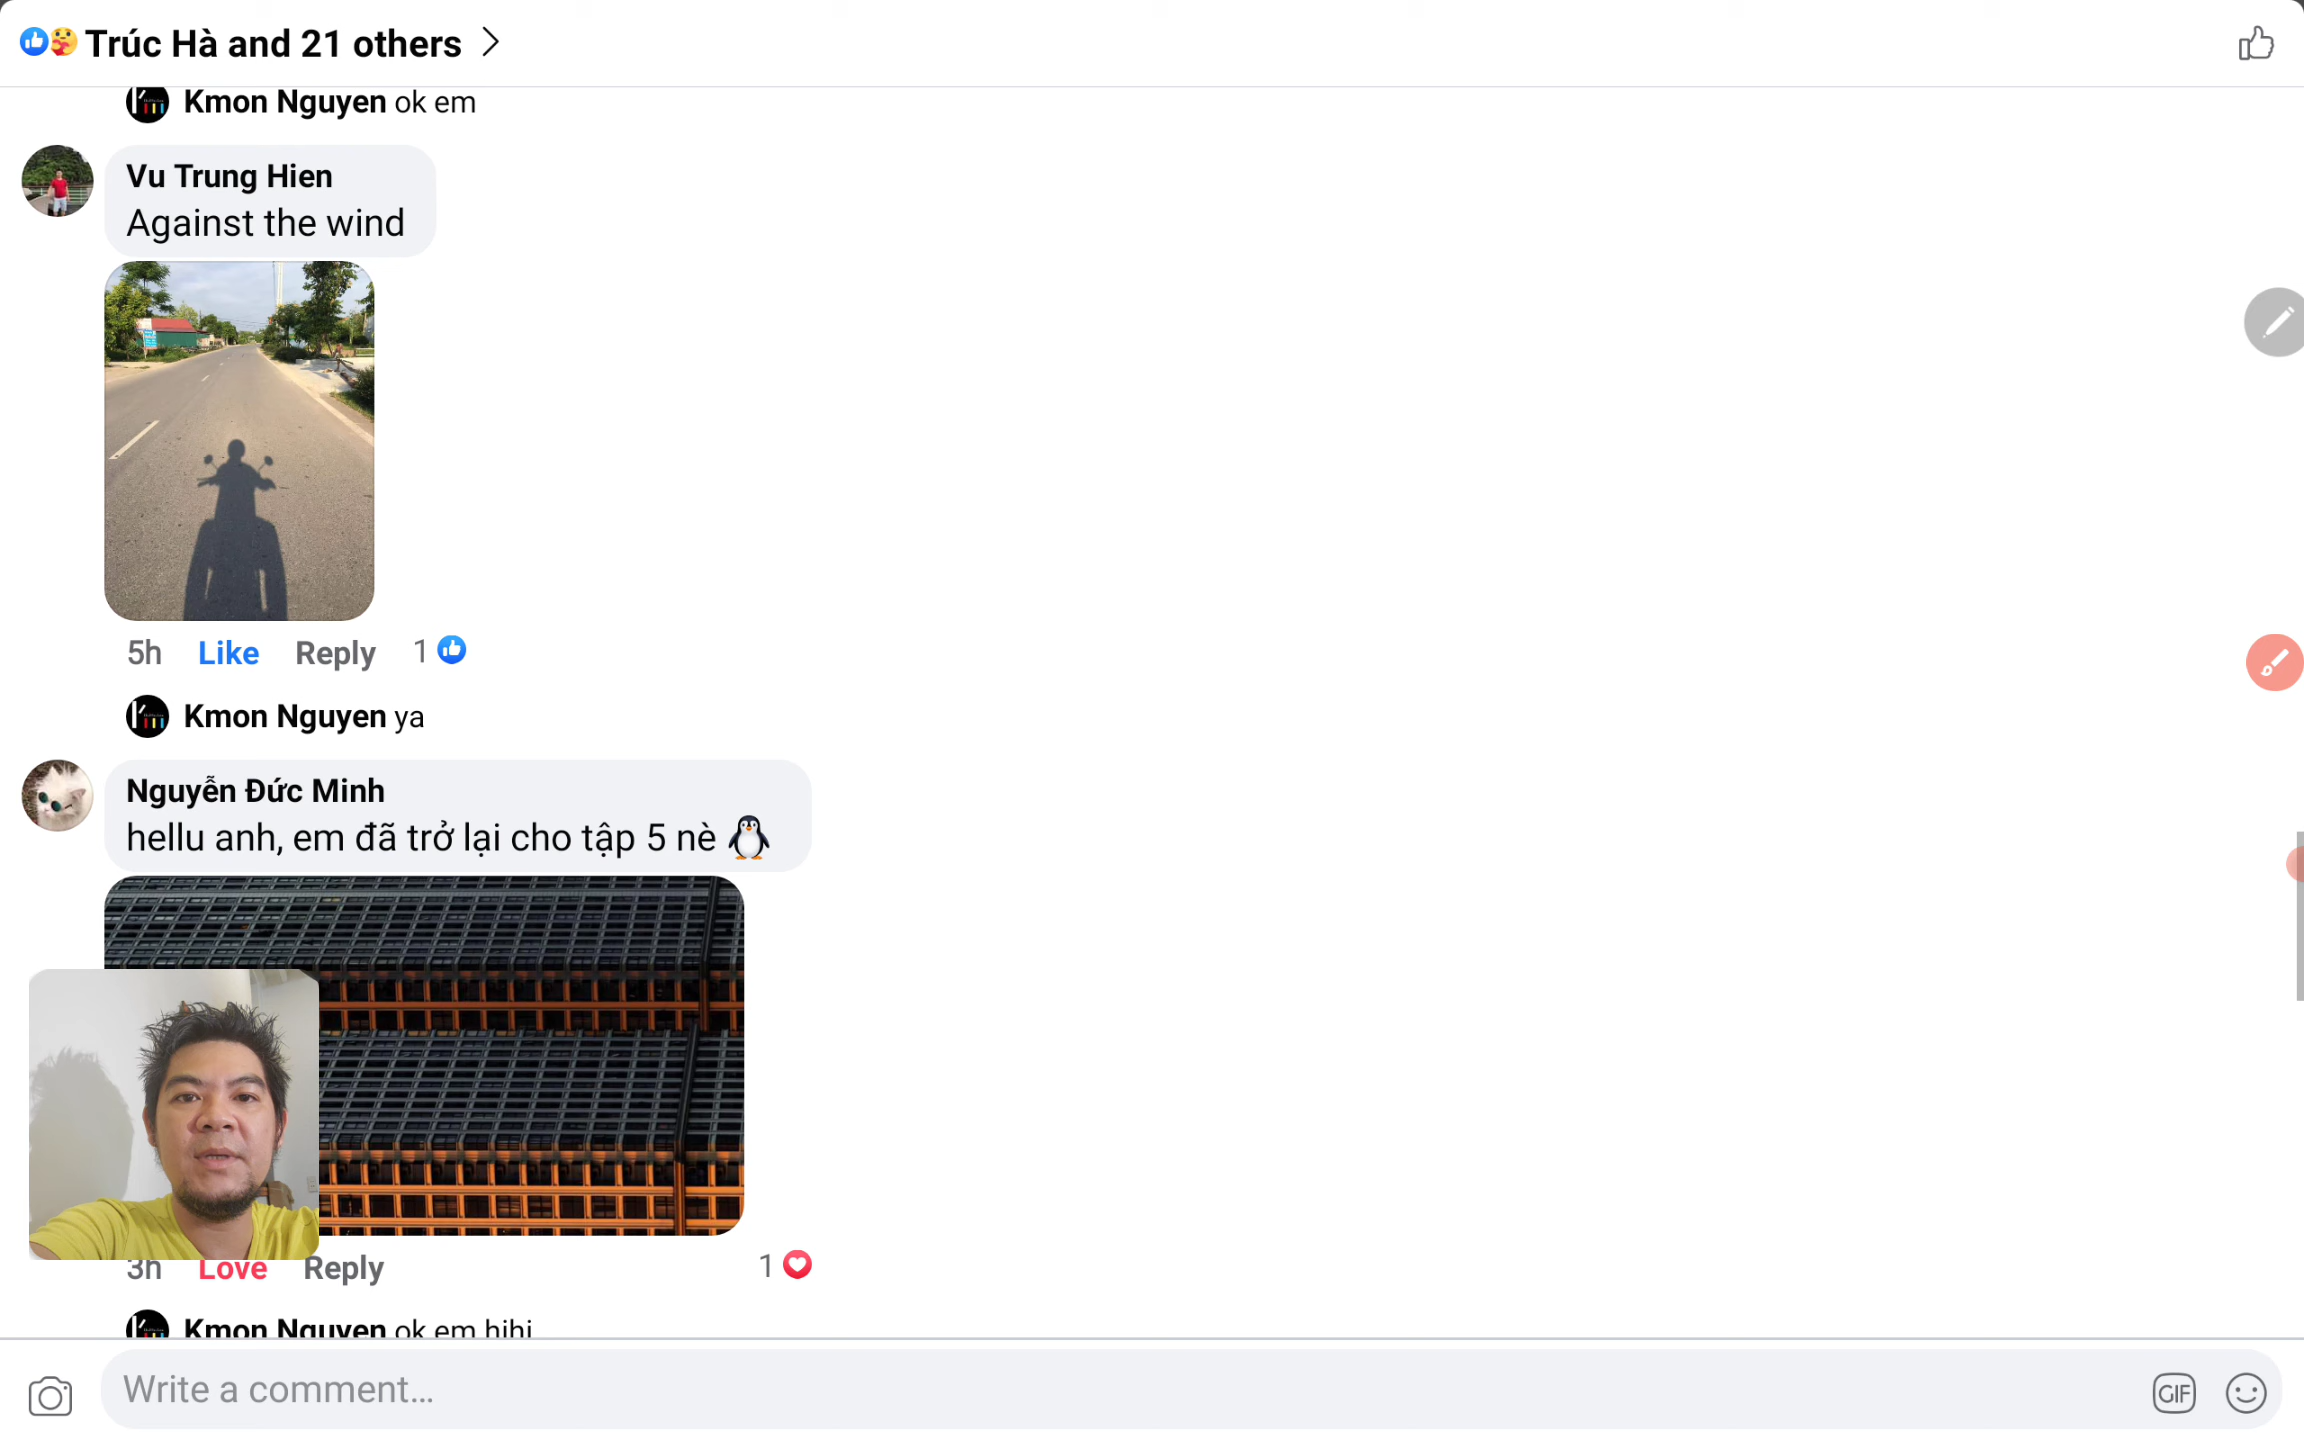 Trúc Hà and 21 others
Kmon Nguyen ok em
Vu Trung Hien
Against the wind
5h Like Reply 1
Kmon Nguyen ya
Nguyễn Đức Minh
hellu anh, em đã trở lại cho tập 5 nè
3h Love Reply 1
Kmon Nguyen ok em hihi
Write a comment...
GIF